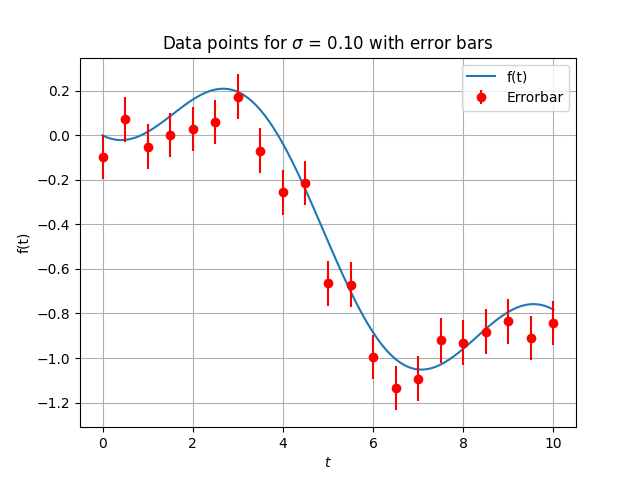 Data points for σ = 0.10 with error bars
f(t)
Errorbar
0.2
0.0
−0.2
−0.4
−0.6
−0.8
−1.0
−1.2
f(t)
0 2 4 6 8 10
t